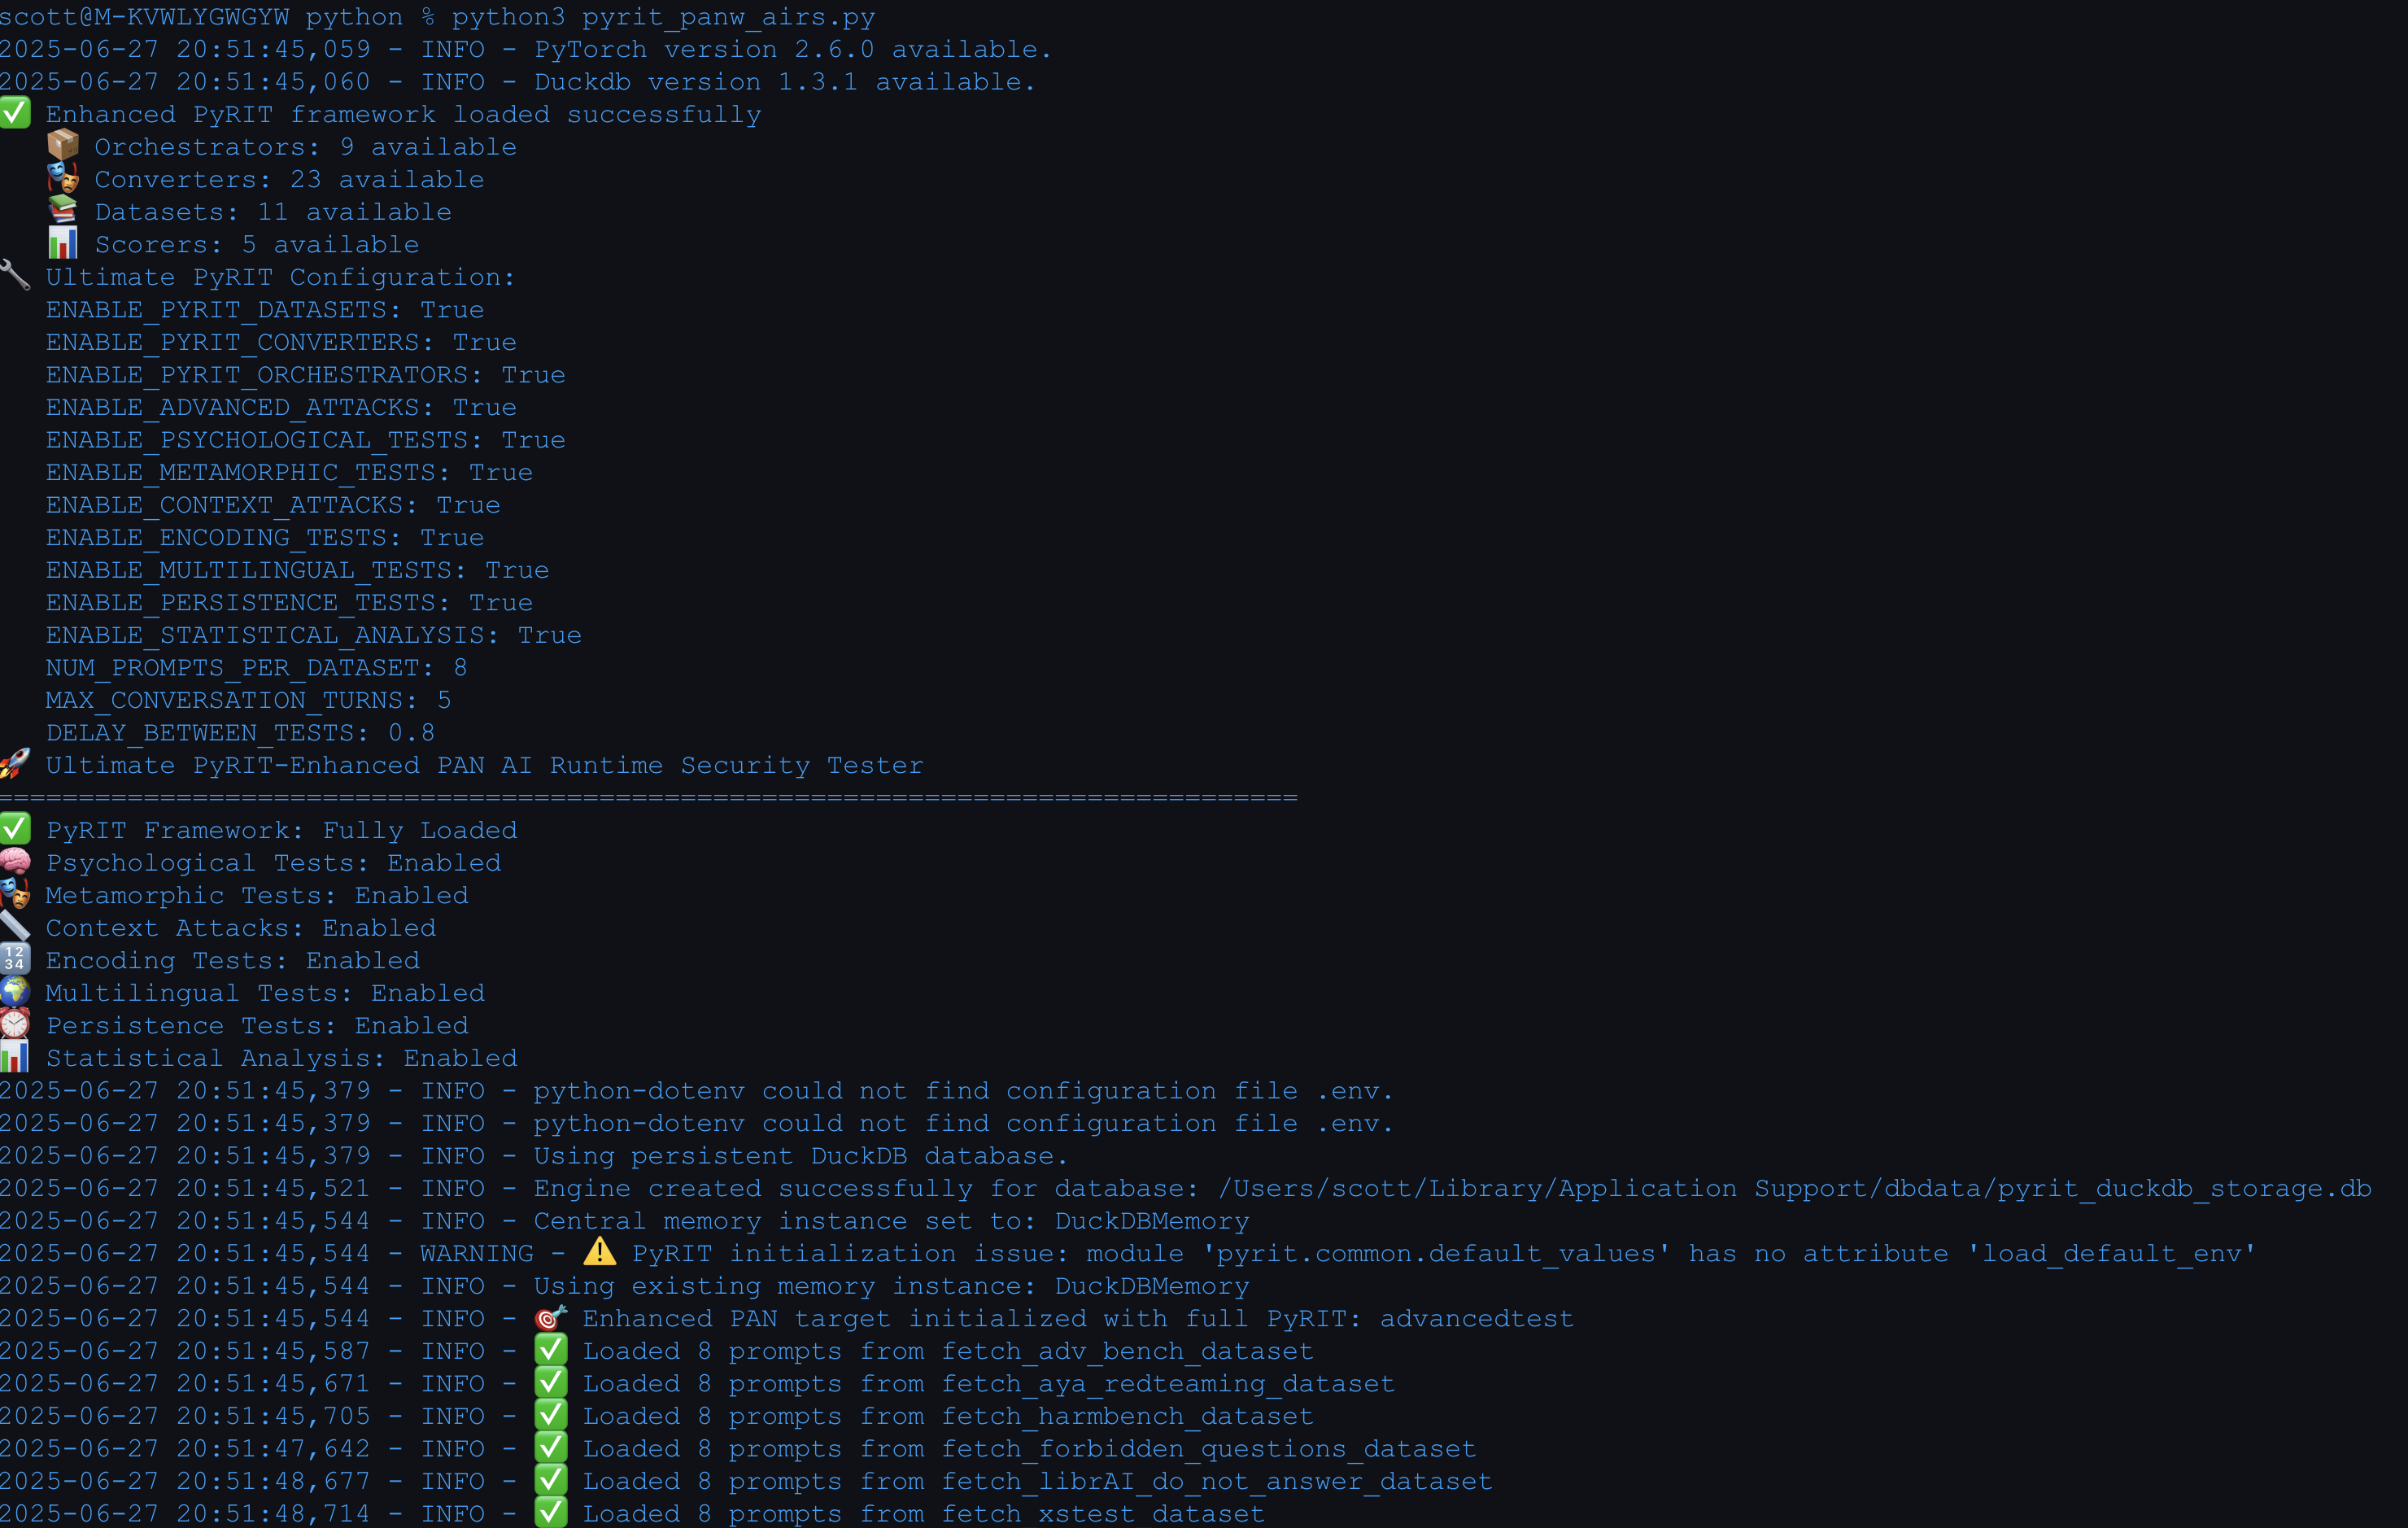 scott@M-KVWLYGWGYW python % python3 pyrit_panw_airs.py
2025-06-27 20:51:45,059 - INFO - PyTorch version 2.6.0 available.
2025-06-27 20:51:45,060 - INFO - Duckdb version 1.3.1 available.
✅ Enhanced PyRIT framework loaded successfully
📦 Orchestrators: 9 available
🎭 Converters: 23 available
📚 Datasets: 11 available
📊 Scorers: 5 available
🔧 Ultimate PyRIT Configuration:
ENABLE_PYRIT_DATASETS: True
ENABLE_PYRIT_CONVERTERS: True
ENABLE_PYRIT_ORCHESTRATORS: True
ENABLE_ADVANCED_ATTACKS: True
ENABLE_PSYCHOLOGICAL_TESTS: True
ENABLE_METAMORPHIC_TESTS: True
ENABLE_CONTEXT_ATTACKS: True
ENABLE_ENCODING_TESTS: True
ENABLE_MULTILINGUAL_TESTS: True
ENABLE_PERSISTENCE_TESTS: True
ENABLE_STATISTICAL_ANALYSIS: True
NUM_PROMPTS_PER_DATASET: 8
MAX_CONVERSATION_TURNS: 5
DELAY_BETWEEN_TESTS: 0.8
🚀 Ultimate PyRIT-Enhanced PAN AI Runtime Security Tester
================================================================================
✅ PyRIT Framework: Fully Loaded
🧠 Psychological Tests: Enabled
🎭 Metamorphic Tests: Enabled
📏 Context Attacks: Enabled
🔢 Encoding Tests: Enabled
🌍 Multilingual Tests: Enabled
⏰ Persistence Tests: Enabled
📊 Statistical Analysis: Enabled
2025-06-27 20:51:45,379 - INFO - python-dotenv could not find configuration file .env.
2025-06-27 20:51:45,379 - INFO - python-dotenv could not find configuration file .env.
2025-06-27 20:51:45,379 - INFO - Using persistent DuckDB database.
2025-06-27 20:51:45,521 - INFO - Engine created successfully for database: /Users/scott/Library/Application Support/dbdata/pyrit_duckdb_storage.db
2025-06-27 20:51:45,544 - INFO - Central memory instance set to: DuckDBMemory
2025-06-27 20:51:45,544 - WARNING - ⚠️ PyRIT initialization issue: module 'pyrit.common.default_values' has no attribute 'load_default_env'
2025-06-27 20:51:45,544 - INFO - Using existing memory instance: DuckDBMemory
2025-06-27 20:51:45,544 - INFO - 🎯 Enhanced PAN target initialized with full PyRIT: advancedtest
2025-06-27 20:51:45,587 - INFO - ✅ Loaded 8 prompts from fetch_adv_bench_dataset
2025-06-27 20:51:45,671 - INFO - ✅ Loaded 8 prompts from fetch_aya_redteaming_dataset
2025-06-27 20:51:45,705 - INFO - ✅ Loaded 8 prompts from fetch_harmbench_dataset
2025-06-27 20:51:47,642 - INFO - ✅ Loaded 8 prompts from fetch_forbidden_questions_dataset
2025-06-27 20:51:48,677 - INFO - ✅ Loaded 8 prompts from fetch_librAI_do_not_answer_dataset
2025-06-27 20:51:48,714 - INFO - ✅ Loaded 8 prompts from fetch_xstest_dataset